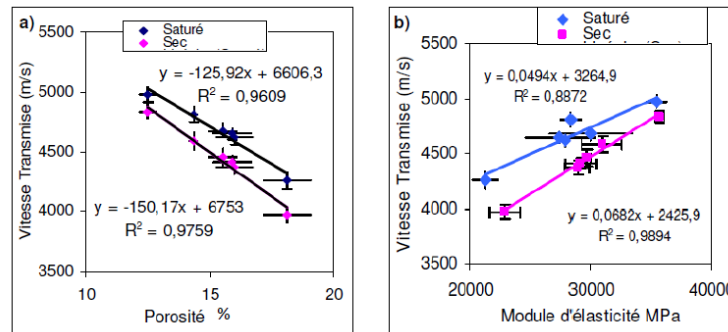 a)
Saturé
Sec
Vitesse Transmise (m/s)
5500
5000
4500
4000
3500
y = -125,92x + 6606,3
R² = 0,9609
y = -150,17x + 6753
R² = 0,9759
10
15
20
Porosité %
b)
Saturé
Sec
Vitesse Transmise (m/s)
5500
5000
4500
4000
3500
y = 0,0494x + 3264,9
R² = 0,8872
y = 0,0682x + 2425,9
R² = 0,9894
20000
30000
40000
Module d'élasticité MPa